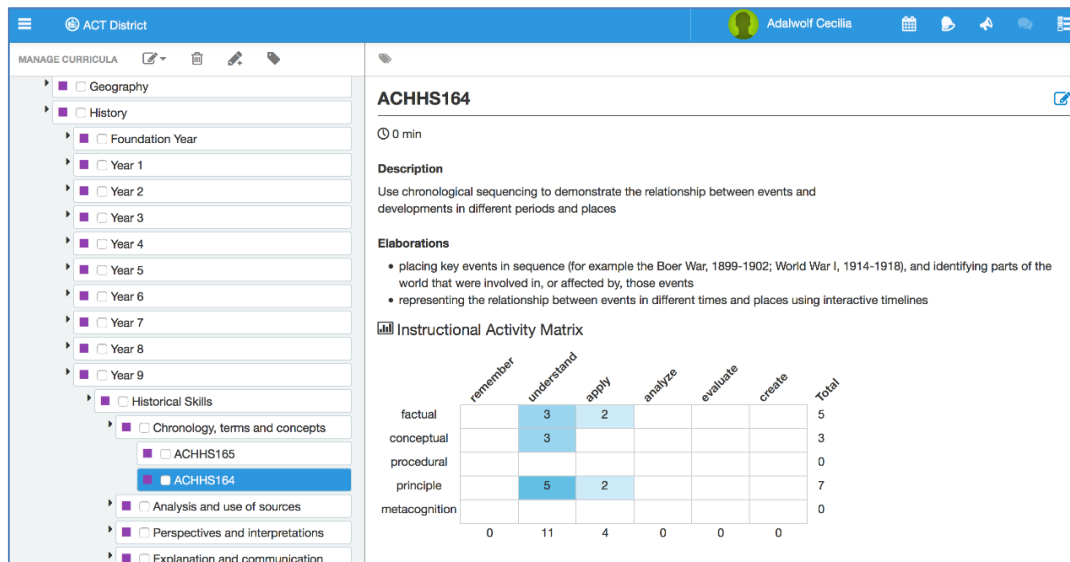 ACT District
Adalwolf Cecilia
MANAGE CURRICULA
Geography
History
Foundation Year
Year 1
Year 2
Year 3
Year 4
Year 5
Year 6
Year 7
Year 8
Year 9
Historical Skills
Chronology, terms and concepts
ACHHS165
ACHHS164
Analysis and use of sources
Perspectives and interpretations
Explanation and communication
ACHHS164
0 min
Description
Use chronological sequencing to demonstrate the relationship between events and
developments in different periods and places
Elaborations
• placing key events in sequence (for example the Boer War, 1899-1902; World War I, 1914-1918), and identifying parts of the
world that were involved in, or affected by, those events
• representing the relationship between events in different times and places using interactive timelines
Instructional Activity Matrix
remember understand apply analyze evaluate create Total
factual 3 2 5
conceptual 3 3
procedural 0
principle 5 2 7
metacognition 0
0 11 4 0 0 0